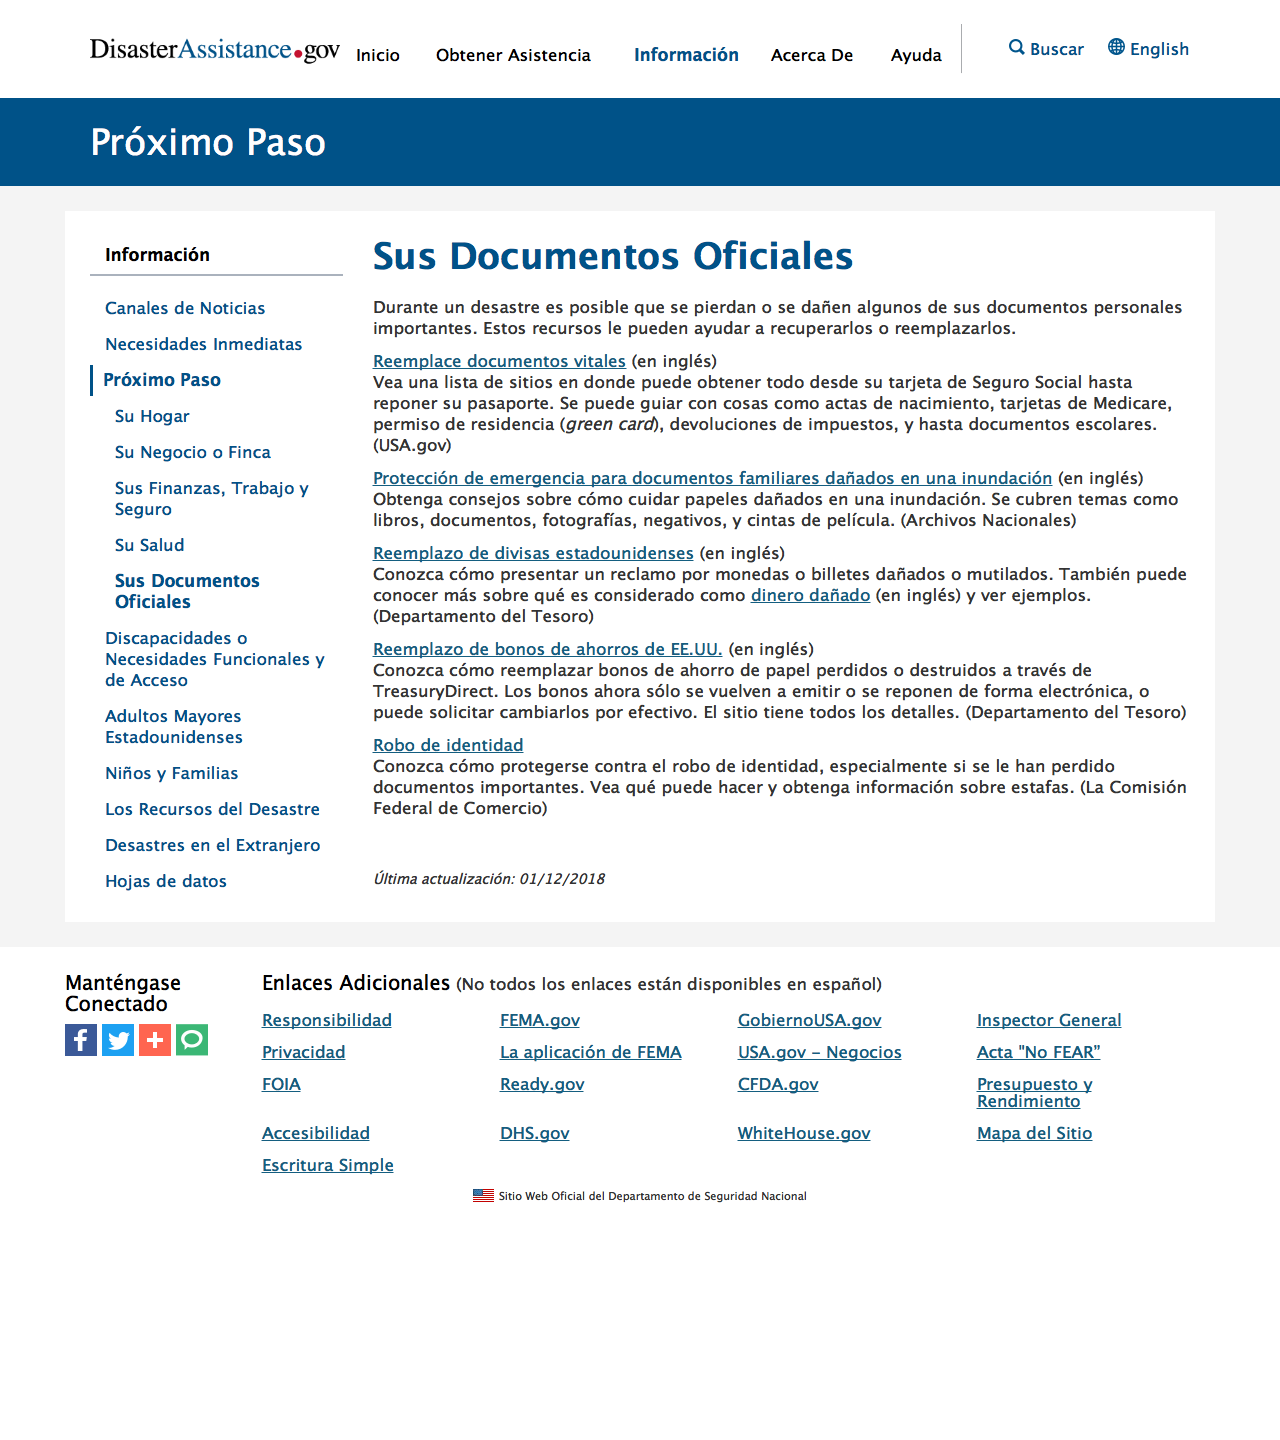 DisasterAssistance.gov
Inicio
Obtener Asistencia
Información
Acerca De
Ayuda
Buscar
English
Próximo Paso
Información
Canales de Noticias
Necesidades Inmediatas
Próximo Paso
Su Hogar
Su Negocio o Finca
Sus Finanzas, Trabajo y
Seguro
Su Salud
Sus Documentos
Oficiales
Discapacidades o
Necesidades Funcionales y
de Acceso
Adultos Mayores
Estadounidenses
Niños y Familias
Los Recursos del Desastre
Desastres en el Extranjero
Hojas de datos
Sus Documentos Oficiales
Durante un desastre es posible que se pierdan o se dañen algunos de sus documentos personales
importantes. Estos recursos le pueden ayudar a recuperarlos o reemplazarlos.
Reemplace documentos vitales (en inglés)
Vea una lista de sitios en donde puede obtener todo desde su tarjeta de Seguro Social hasta
reponer su pasaporte. Se puede guiar con cosas como actas de nacimiento, tarjetas de Medicare,
permiso de residencia (green card), devoluciones de impuestos, y hasta documentos escolares.
(USA.gov)
Protección de emergencia para documentos familiares dañados en una inundación (en inglés)
Obtenga consejos sobre cómo cuidar papeles dañados en una inundación. Se cubren temas como
libros, documentos, fotografías, negativos, y cintas de película. (Archivos Nacionales)
Reemplazo de divisas estadounidenses (en inglés)
Conozca cómo presentar un reclamo por monedas o billetes dañados o mutilados. También puede
conocer más sobre qué es considerado como dinero dañado (en inglés) y ver ejemplos.
(Departamento del Tesoro)
Reemplazo de bonos de ahorros de EE.UU. (en inglés)
Conozca cómo reemplazar bonos de ahorro de papel perdidos o destruidos a través de
TreasuryDirect. Los bonos ahora sólo se vuelven a emitir o se reponen de forma electrónica, o
puede solicitar cambiarlos por efectivo. El sitio tiene todos los detalles. (Departamento del Tesoro)
Robo de identidad
Conozca cómo protegerse contra el robo de identidad, especialmente si se le han perdido
documentos importantes. Vea qué puede hacer y obtenga información sobre estafas. (La Comisión
Federal de Comercio)
Última actualización: 01/12/2018
Manténgase
Conectado
Enlaces Adicionales (No todos los enlaces están disponibles en español)
Responsibilidad
FEMA.gov
GobiernoUSA.gov
Inspector General
Privacidad
La aplicación de FEMA
USA.gov – Negocios
Acta "No FEAR”
FOIA
Ready.gov
CFDA.gov
Presupuesto y
Rendimiento
Accesibilidad
DHS.gov
WhiteHouse.gov
Mapa del Sitio
Escritura Simple
Sitio Web Oficial del Departamento de Seguridad Nacional